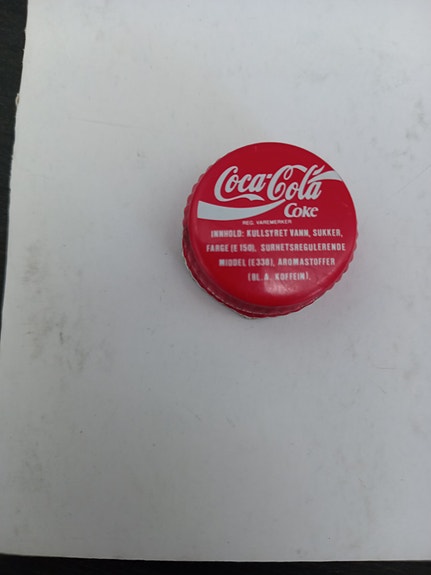 Coca-Cola
Coke
REG. VAREMERKER
INNHOLD: KULLSYRET VANN, SUKKER,
FARGE (E 150), SURHETSREGULERENDE
MIDDEL (E338), AROMASTOFFER
(BL.A. KOFFEIN).